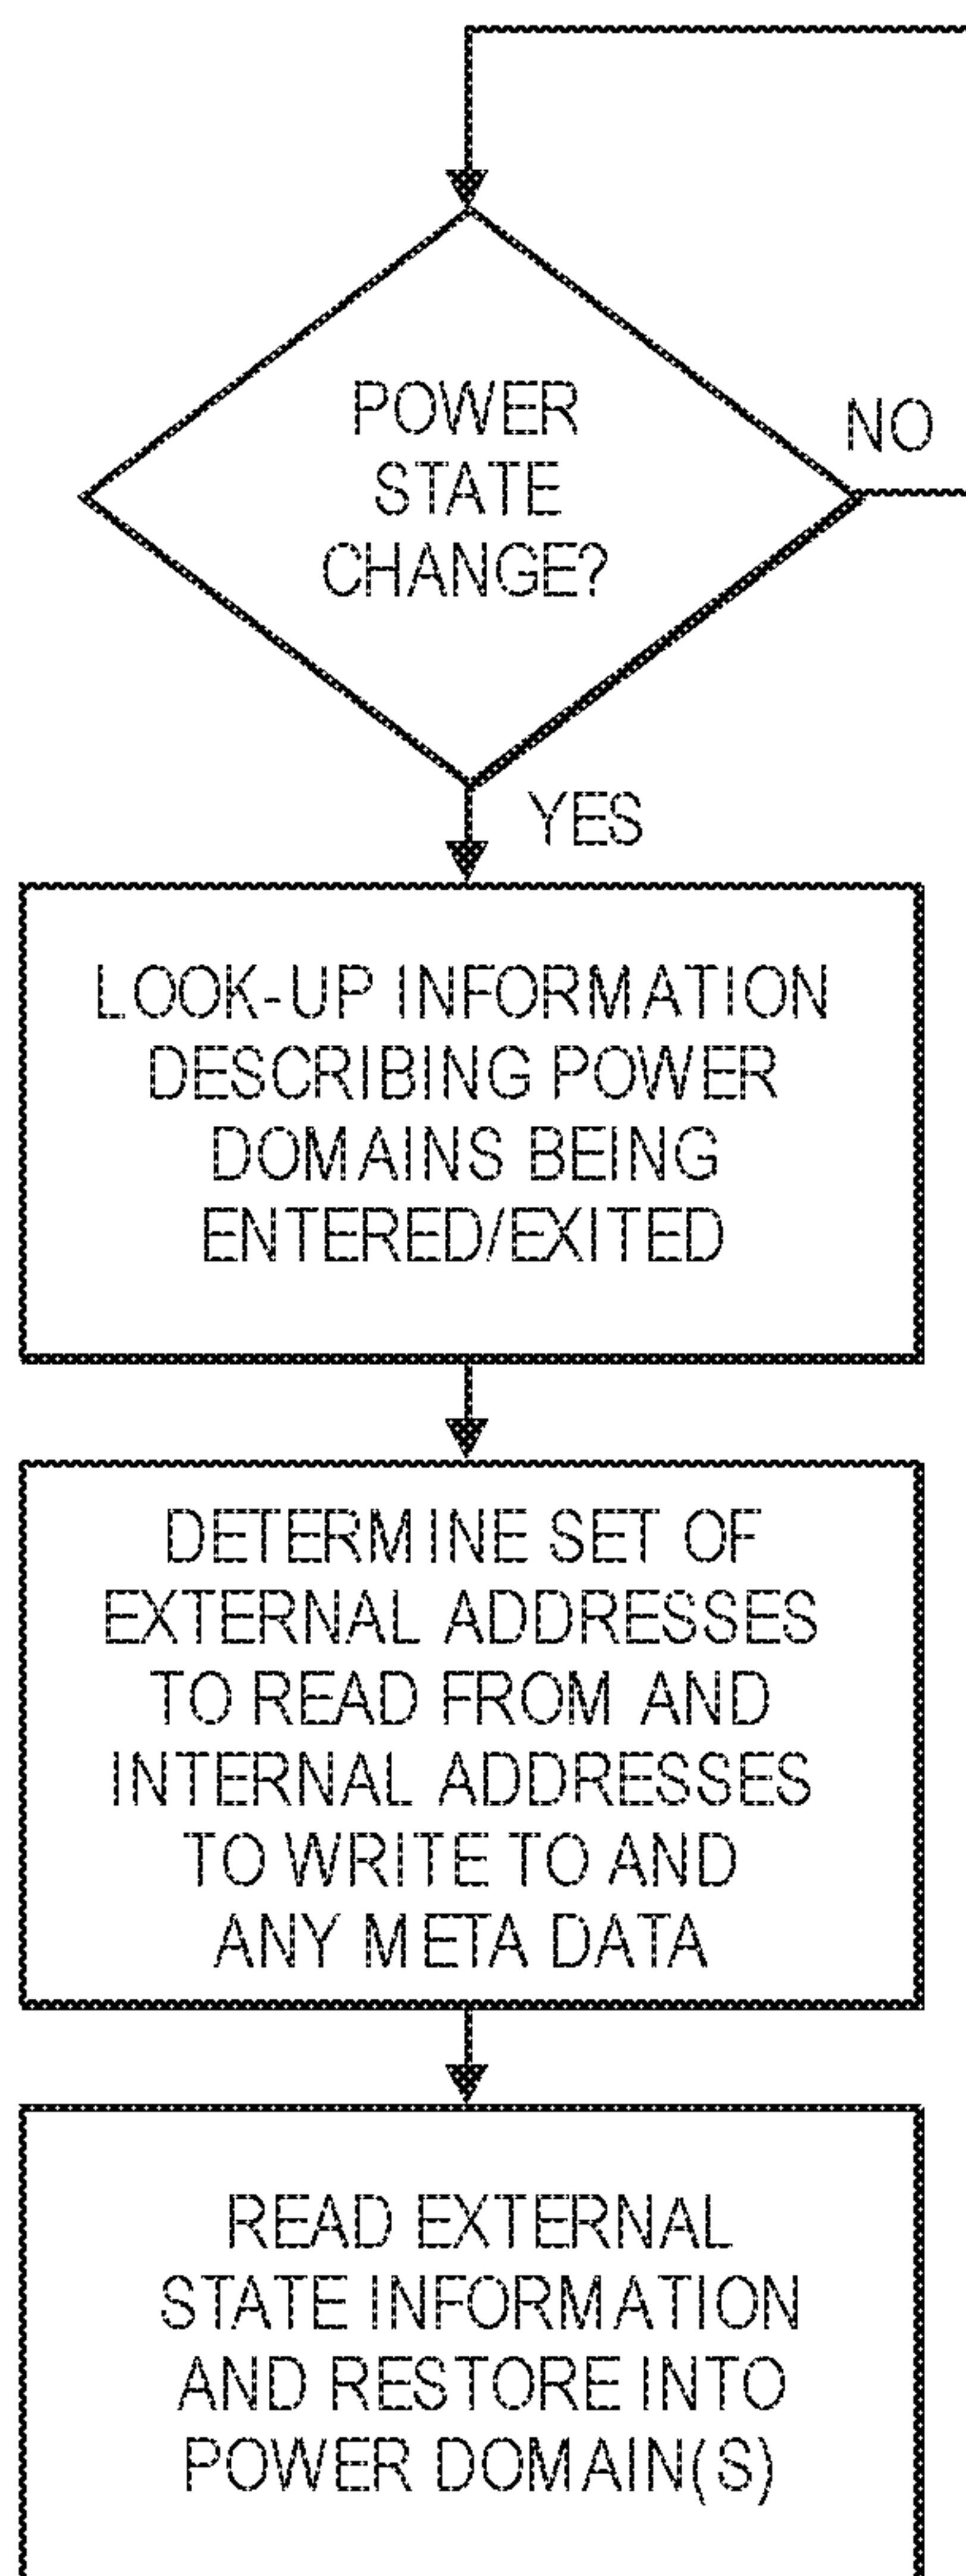 POWER
STATE
CHANGE?
NO
YES
LOOK-UP INFORMATION
DESCRIBING POWER
DOMAINS BEING
ENTERED/EXITED
DETERMINE SET OF
EXTERNAL ADDRESSES
TO READ FROM AND
INTERNAL ADDRESSES
TO WRITE TO AND
ANY META DATA
READ EXTERNAL
STATE INFORMATION
AND RESTORE INTO
POWER DOMAIN(S)